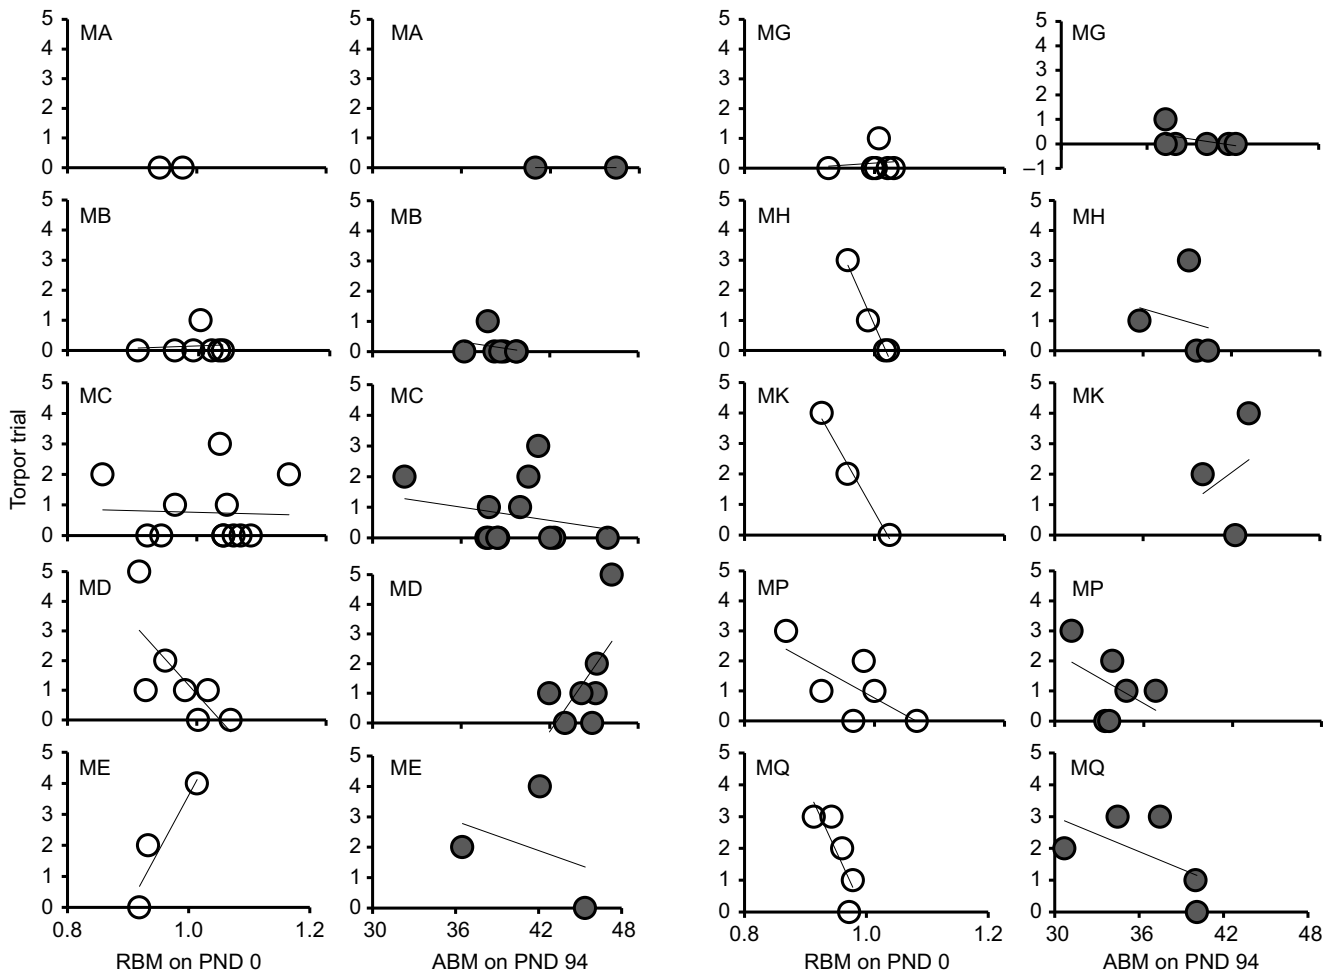 5 MA 5 MA 5 MG 5 MG
4 4 4 4
3 3 3 3
2 2 2 2
1 1 1 1
0 0 0 0
–1
5 MB 5 MB 5 MH 5 MH
4 4 4 4
3 3 3 3
2 2 2 2
1 1 1 1
0 0 0 0
5 MC 5 MC 5 MK 5 MK
4 4 4 4
3 3 3 3
2 2 2 2
1 1 1 1
0 0 0 0
Torpor trial
5 MD 5 MD 5 MP 5 MP
4 4 4 4
3 3 3 3
2 2 2 2
1 1 1 1
0 0 0 0
5 ME 5 ME 5 MQ 5 MQ
4 4 4 4
3 3 3 3
2 2 2 2
1 1 1 1
0 0 0 0
0.8 1.0 1.2 30 36 42 48 0.8 1.0 1.2 30 36 42 48
RBM on PND 0 ABM on PND 94 RBM on PND 0 ABM on PND 94